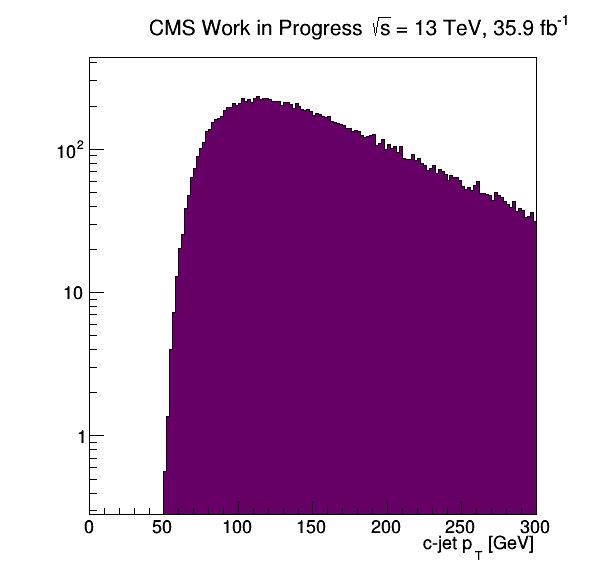 CMS Work in Progress √s = 13 TeV, 35.9 fb⁻¹
10²
10
1
0 50 100 150 200 250 300
c-jet p_T [GeV]